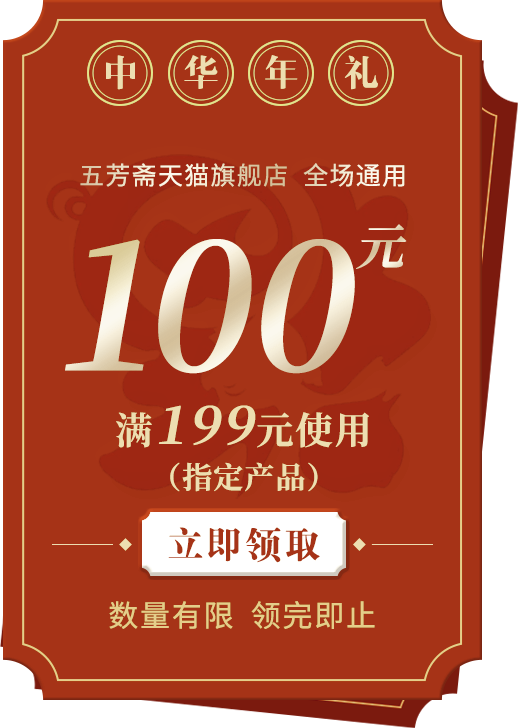 中华年礼
五芳斋天猫旗舰店 全场通用
100元
满199元使用
（指定产品）
立即领取
数量有限 领完即止